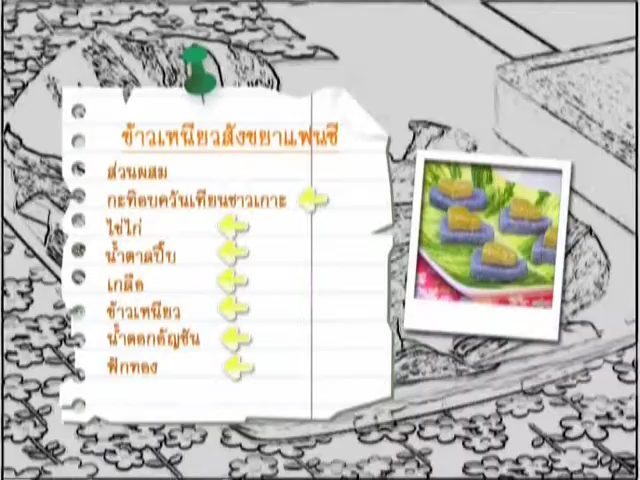 ข้าวเหนียวสังขยาแฟนซี
ส่วนผสม
กะทิอบควันเทียนชาวเกาะ
ไข่ไก่
น้ำตาลปี๊บ
เกลือ
ข้าวเหนียว
น้ำดอกอัญชัน
ฟักทอง